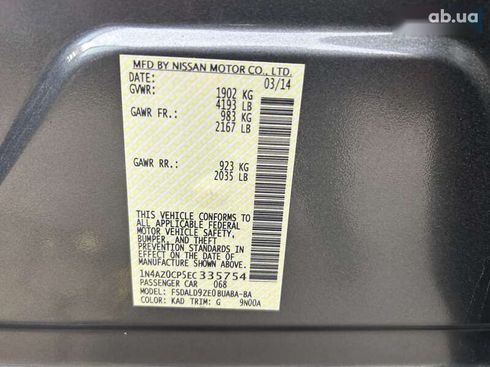 ab.ua
MFD BY NISSAN MOTOR CO., LTD.
DATE: 03/14
GVWR: 1902 KG
4193 LB
GAWR FR.: 983 KG
2167 LB
GAWR RR.: 923 KG
2035 LB
THIS VEHICLE CONFORMS TO
ALL APPLICABLE FEDERAL
MOTOR VEHICLE SAFETY,
BUMPER, AND THEFT
PREVENTION STANDARDS IN
EFFECT ON THE DATE OF
MANUFACTURE SHOWN ABOVE.
1N4AZ0CP5EC335754
PASSENGER CAR 068
MODEL: FSDALD9ZE0BUABA-BA
COLOR: KAD TRIM: G 9N00A